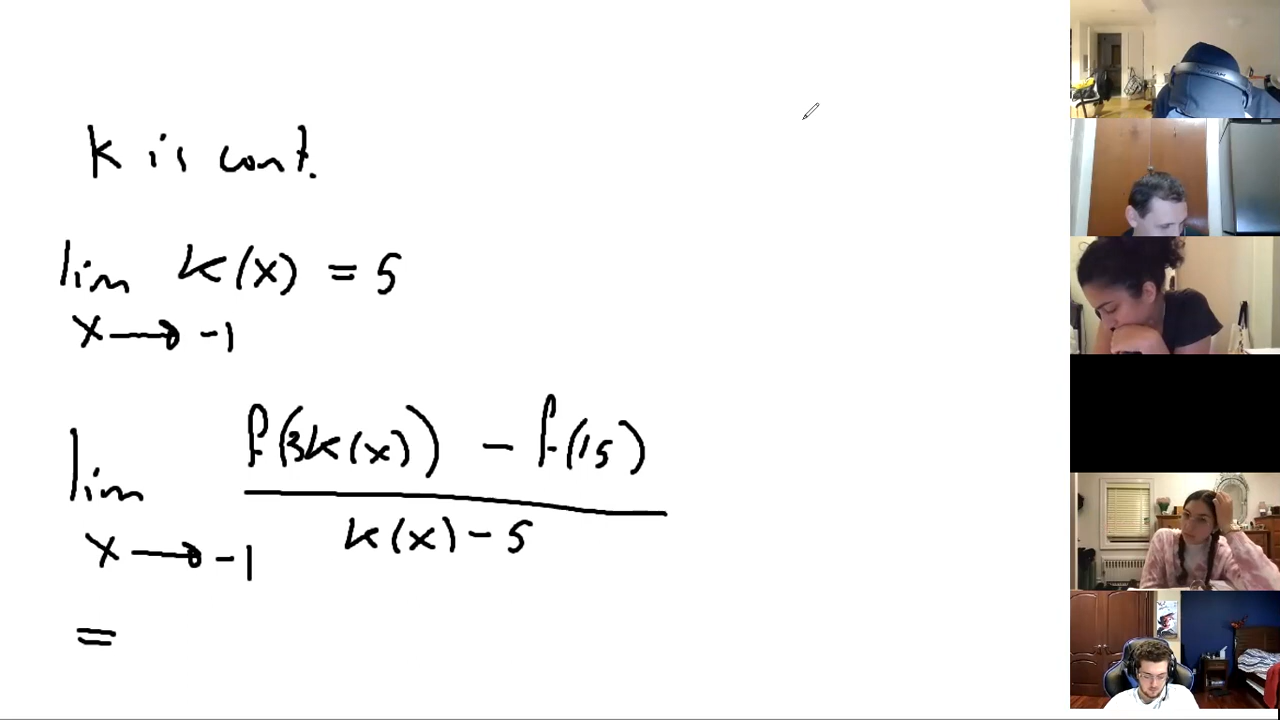 k is cont.
lim k(x) = 5
x → -1
lim f(3k(x)) - f(15)
x → -1 k(x) - 5
=